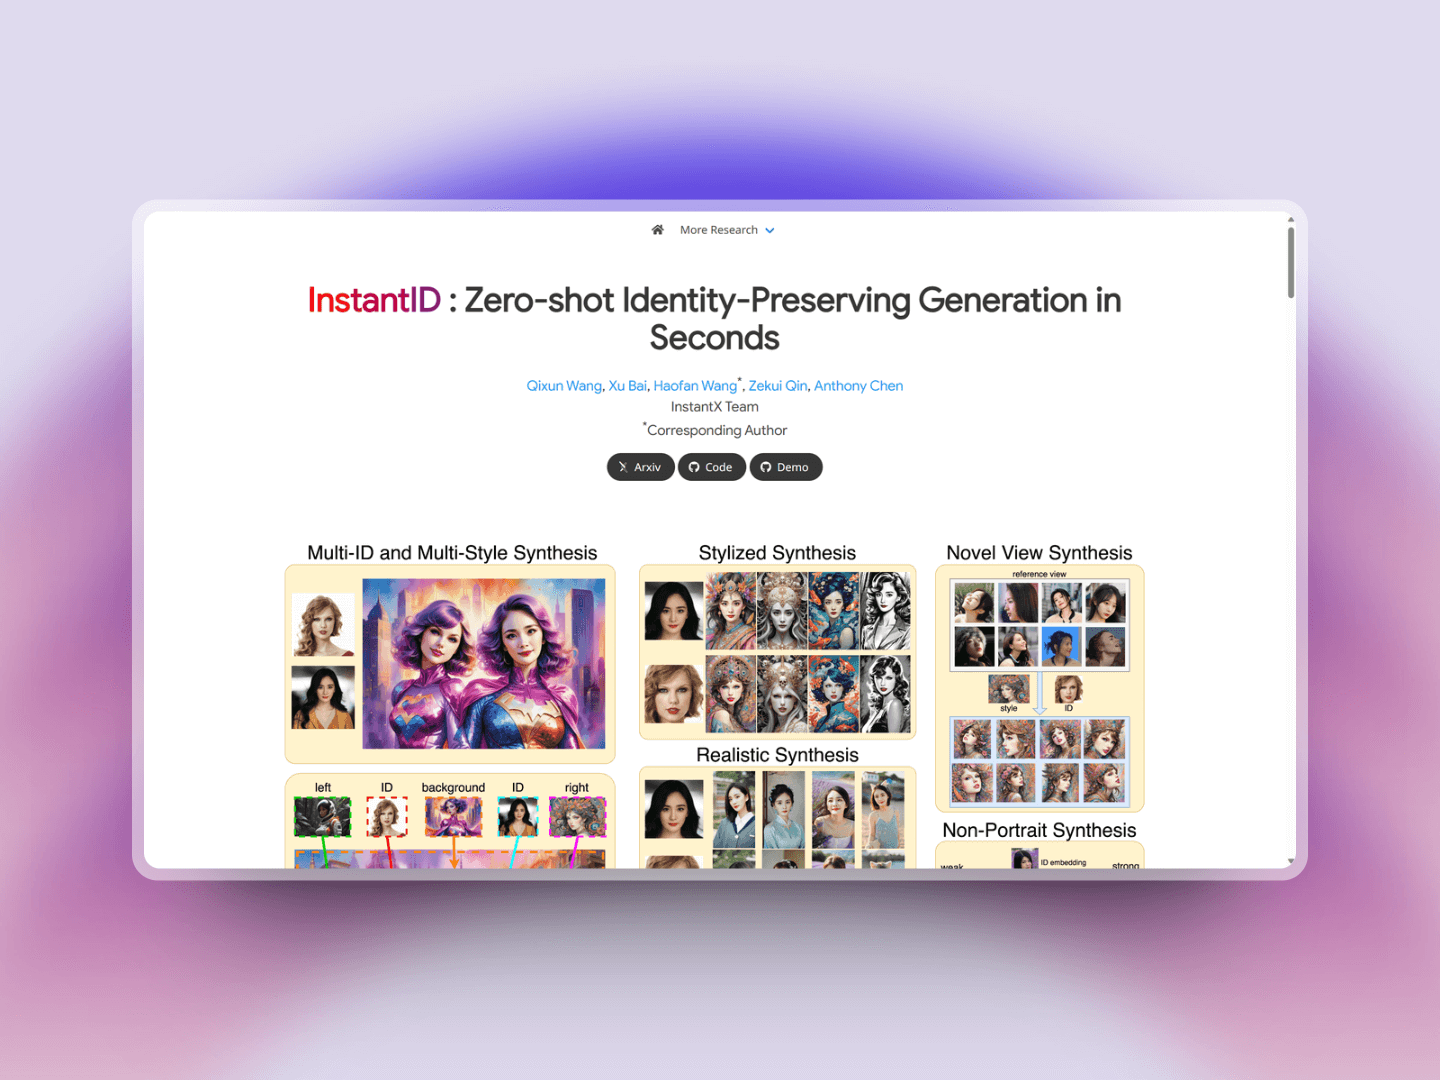 More Research
InstantID : Zero-shot Identity-Preserving Generation in
Seconds
Qixun Wang, Xu Bai, Haofan Wang*, Zekui Qin, Anthony Chen
InstantX Team
*Corresponding Author
Arxiv Code Demo
Multi-ID and Multi-Style Synthesis
left ID background ID right
Stylized Synthesis
Realistic Synthesis
Novel View Synthesis
reference view
style ID
Non-Portrait Synthesis
ID embedding
weak strong